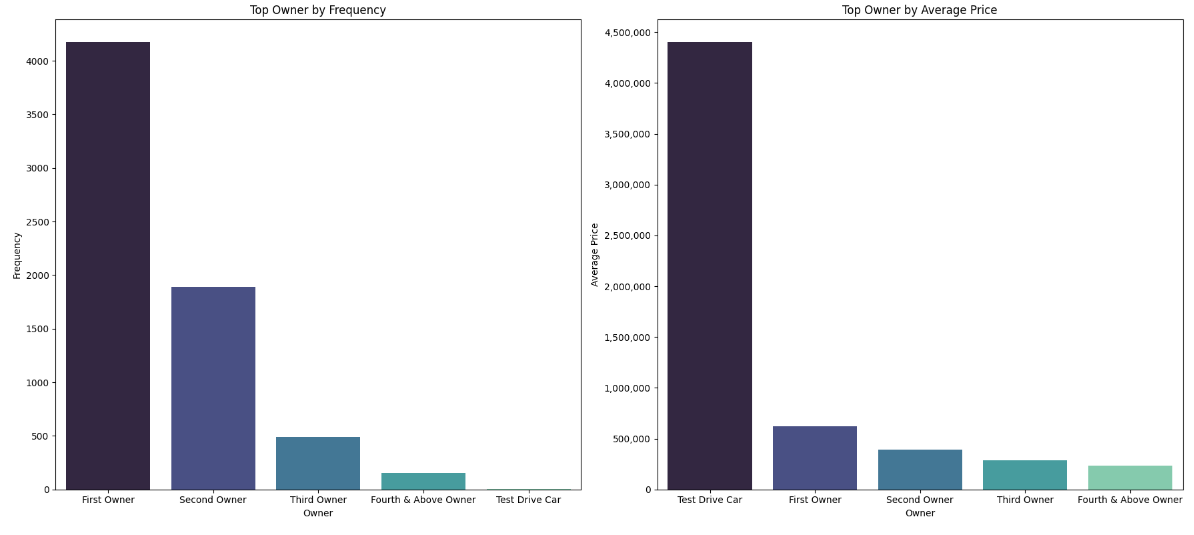 Top Owner by Frequency
Frequency
4000
3500
3000
2500
2000
1500
1000
500
0
First Owner Second Owner Third Owner Fourth & Above Owner Test Drive Car
Owner
Top Owner by Average Price
Average Price
4,500,000
4,000,000
3,500,000
3,000,000
2,500,000
2,000,000
1,500,000
1,000,000
500,000
0
Test Drive Car First Owner Second Owner Third Owner Fourth & Above Owner
Owner